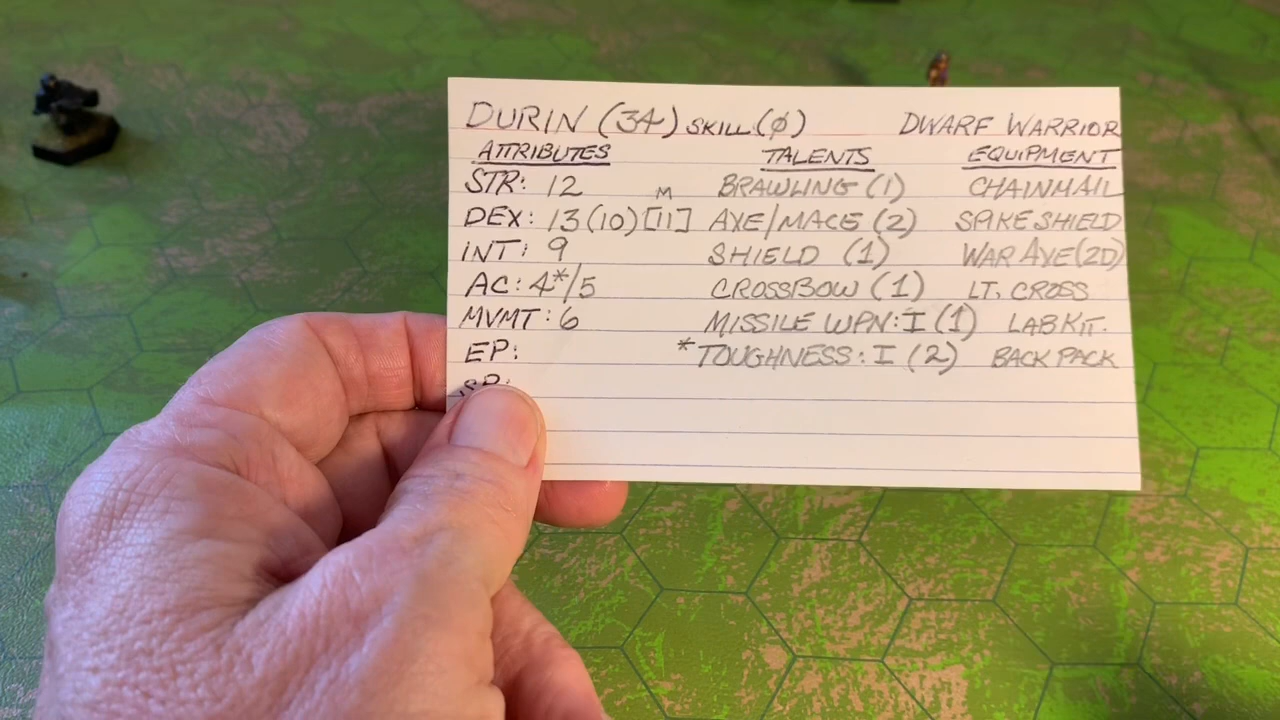 DURIN (34) SKILL (Ø) DWARF WARRIOR
ATTRIBUTES TALENTS EQUIPMENT
STR: 12 BRAWLING (1) CHAINMAIL
M
DEX: 13(10)[11] AXE/MACE (2) SPIKE SHIELD
INT: 9 SHIELD (1) WAR AXE (2D)
AC: 4*/5 CROSSBOW (1) LT. CROSS
MVMT: 6 MISSILE WPN: I (1) LAB KIT.
EP: *TOUGHNESS: I (2) BACK PACK